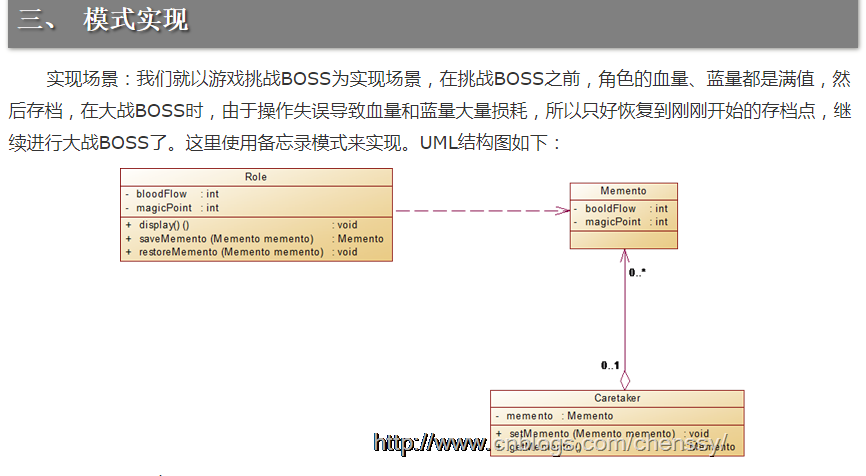 三、 模式实现
实现场景：我们就以游戏挑战BOSS为实现场景，在挑战BOSS之前，角色的血量、蓝量都是满值，然
后存档，在大战BOSS时，由于操作失误导致血量和蓝量大量损耗，所以只好恢复到刚刚开始的存档点，继
续进行大战BOSS了。这里使用备忘录模式来实现。UML结构图如下：
Role
- bloodFlow : int
- magicPoint : int
+ display() ()  : void
+ saveMemento (Memento memento) : Memento
+ restoreMemento (Memento memento) : void
Memento
- booldFlow : int
- magicPoint : int
0..*
0..1
Caretaker
- memento : Memento
+ setMemento (Memento memento) : void
+ getMemento () : Memento
http://www.cnblogs.com/chenssy/